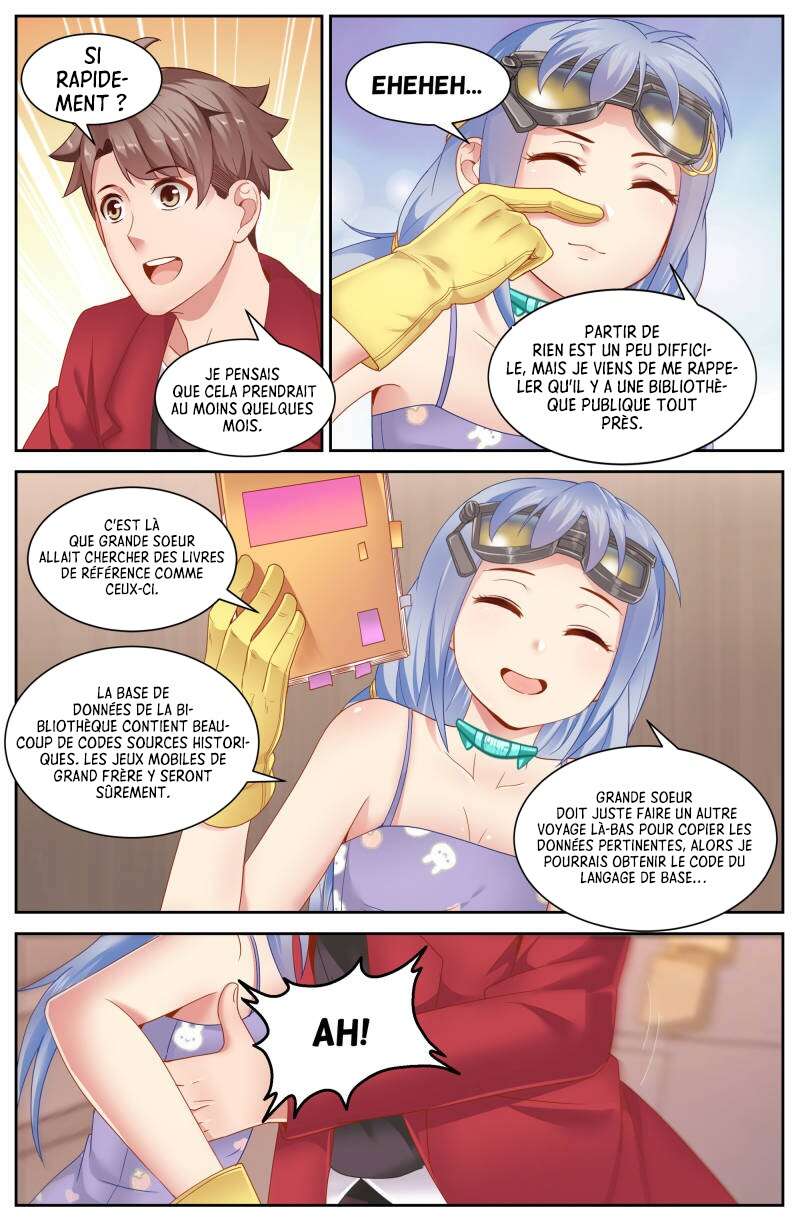 SI
RAPIDE-
MENT ?
JE PENSAIS
QUE CELA PRENDRAIT
AU MOINS QUELQUES
MOIS.
EHEHEH...
PARTIR DE
RIEN EST UN PEU DIFFICI-
LE, MAIS JE VIENS DE ME RAPPE-
LER QU'IL Y A UNE BIBLIOTHÈ-
QUE PUBLIQUE TOUT
PRÈS.
C'EST LÀ
QUE GRANDE SOEUR
ALLAIT CHERCHER DES LIVRES
DE RÉFÉRENCE COMME
CEUX-CI.
LA BASE DE
DONNÉES DE LA BI-
BLIOTHÈQUE CONTIENT BEAU-
COUP DE CODES SOURCES HISTORI-
QUES. LES JEUX MOBILES DE
GRAND FRÈRE Y SERONT
SÛREMENT.
GRANDE SOEUR
DOIT JUSTE FAIRE UN AUTRE
VOYAGE LÀ-BAS POUR COPIER LES
DONNÉES PERTINENTES, ALORS JE
POURRAIS OBTENIR LE CODE DU
LANGAGE DE BASE...
AH!